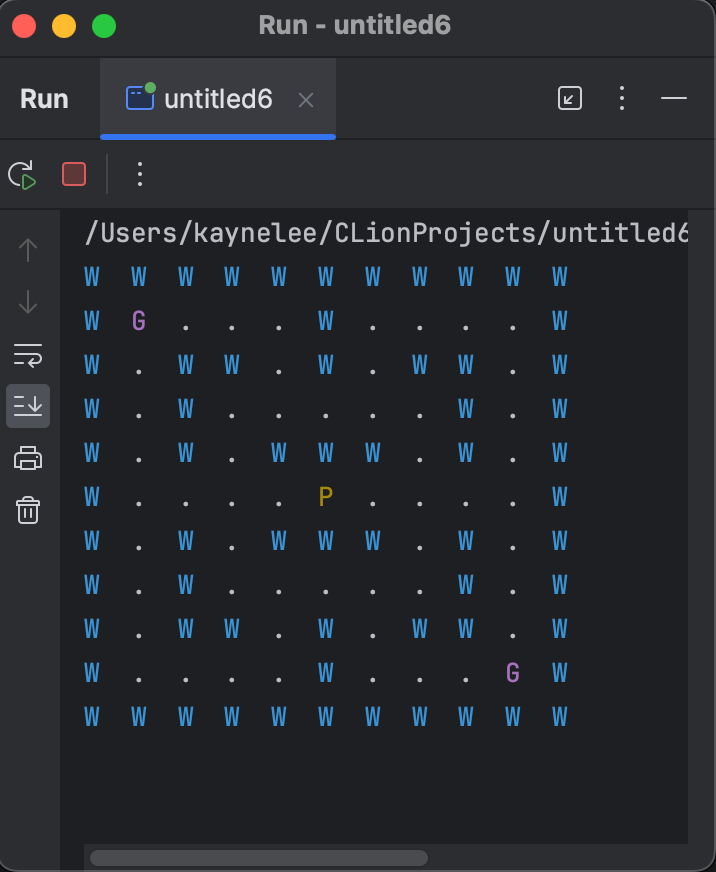 Run - untitled6
Run untitled6
/Users/kaynelee/CLionProjects/untitled6
W W W W W W W W W W W
W G . . . W . . . . W
W . W W . W . W W . W
W . W . . . . . W . W
W . W . W W W . W . W
W . . . . P . . . . W
W . W . W W W . W . W
W . W . . . . . W . W
W . W W . W . W W . W
W . . . . W . . . G W
W W W W W W W W W W W